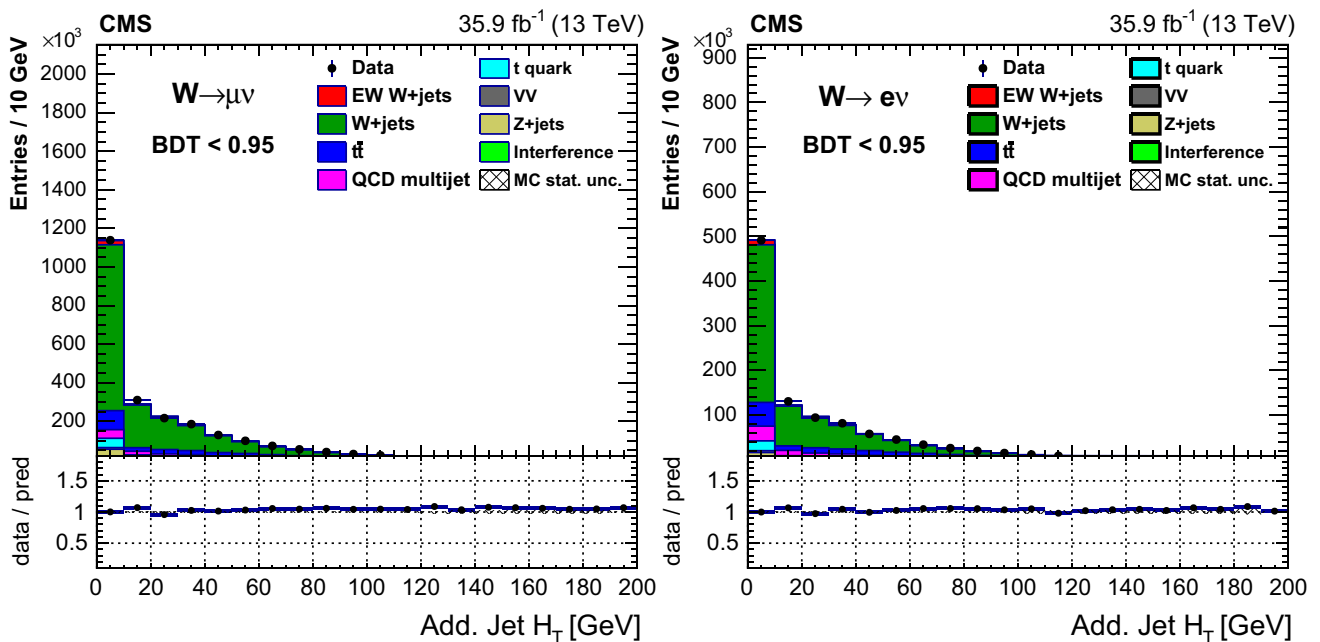 CMS
35.9 fb⁻¹ (13 TeV)
×10³
Entries / 10 GeV
2000
1800
1600
1400
1200
1000
800
600
400
200
W→μν
BDT < 0.95
Data
EW W+jets
W+jets
tt̄
QCD multijet
t quark
VV
Z+jets
Interference
MC stat. unc.
data / pred
1.5
1
0.5
0 20 40 60 80 100 120 140 160 180 200
Add. Jet H_T [GeV]
CMS
35.9 fb⁻¹ (13 TeV)
×10³
Entries / 10 GeV
900
800
700
600
500
400
300
200
100
W→ eν
BDT < 0.95
Data
EW W+jets
W+jets
tt̄
QCD multijet
t quark
VV
Z+jets
Interference
MC stat. unc.
data / pred
1.5
1
0.5
0 20 40 60 80 100 120 140 160 180 200
Add. Jet H_T [GeV]